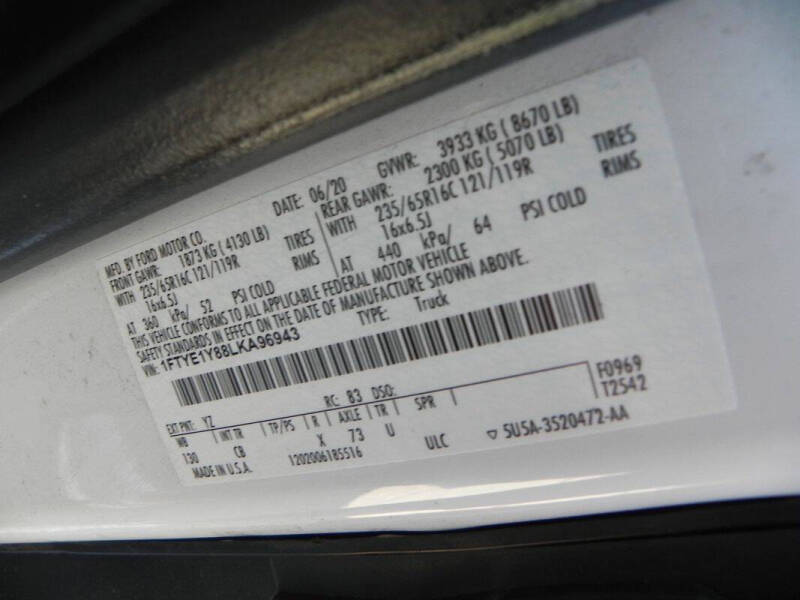 MFD. BY FORD MOTOR CO. DATE: 06/20 GVWR: 3933 KG ( 8670 LB)
FRONT GAWR: 1873 KG ( 4130 LB) REAR GAWR: 2300 KG ( 5070 LB)
WITH 235/65R16C 121/119R TIRES WITH 235/65R16C 121/119R TIRES
16x6.5J RIMS 16x6.5J RIMS
AT 360 kPa/ 52 PSI COLD AT 440 kPa/ 64 PSI COLD
THIS VEHICLE CONFORMS TO ALL APPLICABLE FEDERAL MOTOR VEHICLE
SAFETY STANDARDS IN EFFECT ON THE DATE OF MANUFACTURE SHOWN ABOVE.
VIN: 1FTYE1Y88LKA96943 TYPE: Truck
EXT PNT: YZ RC: 83 DSO: F0969
WB INT TR TP/PS R AXLE TR SPR T2542
130 CB X 73 U ULC ▽ 5U5A-3520472-AA
MADE IN U.S.A. 1202006185516